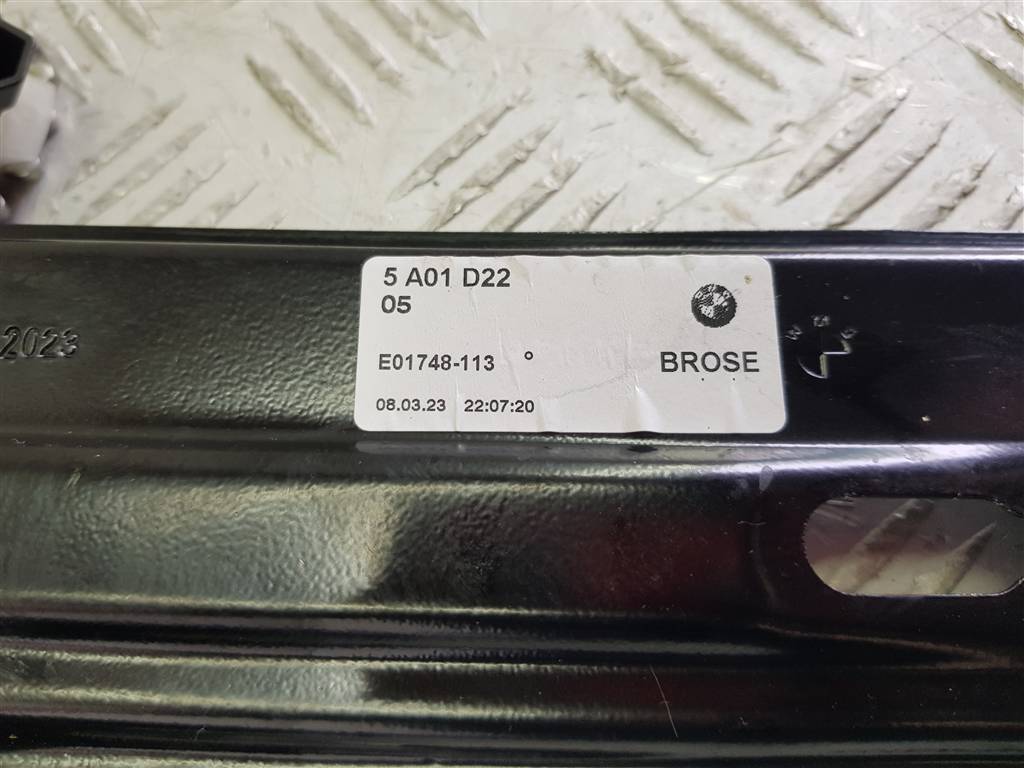 5 A01 D22
05
E01748-113 °
BROSE
08.03.23 22:07:20
2023